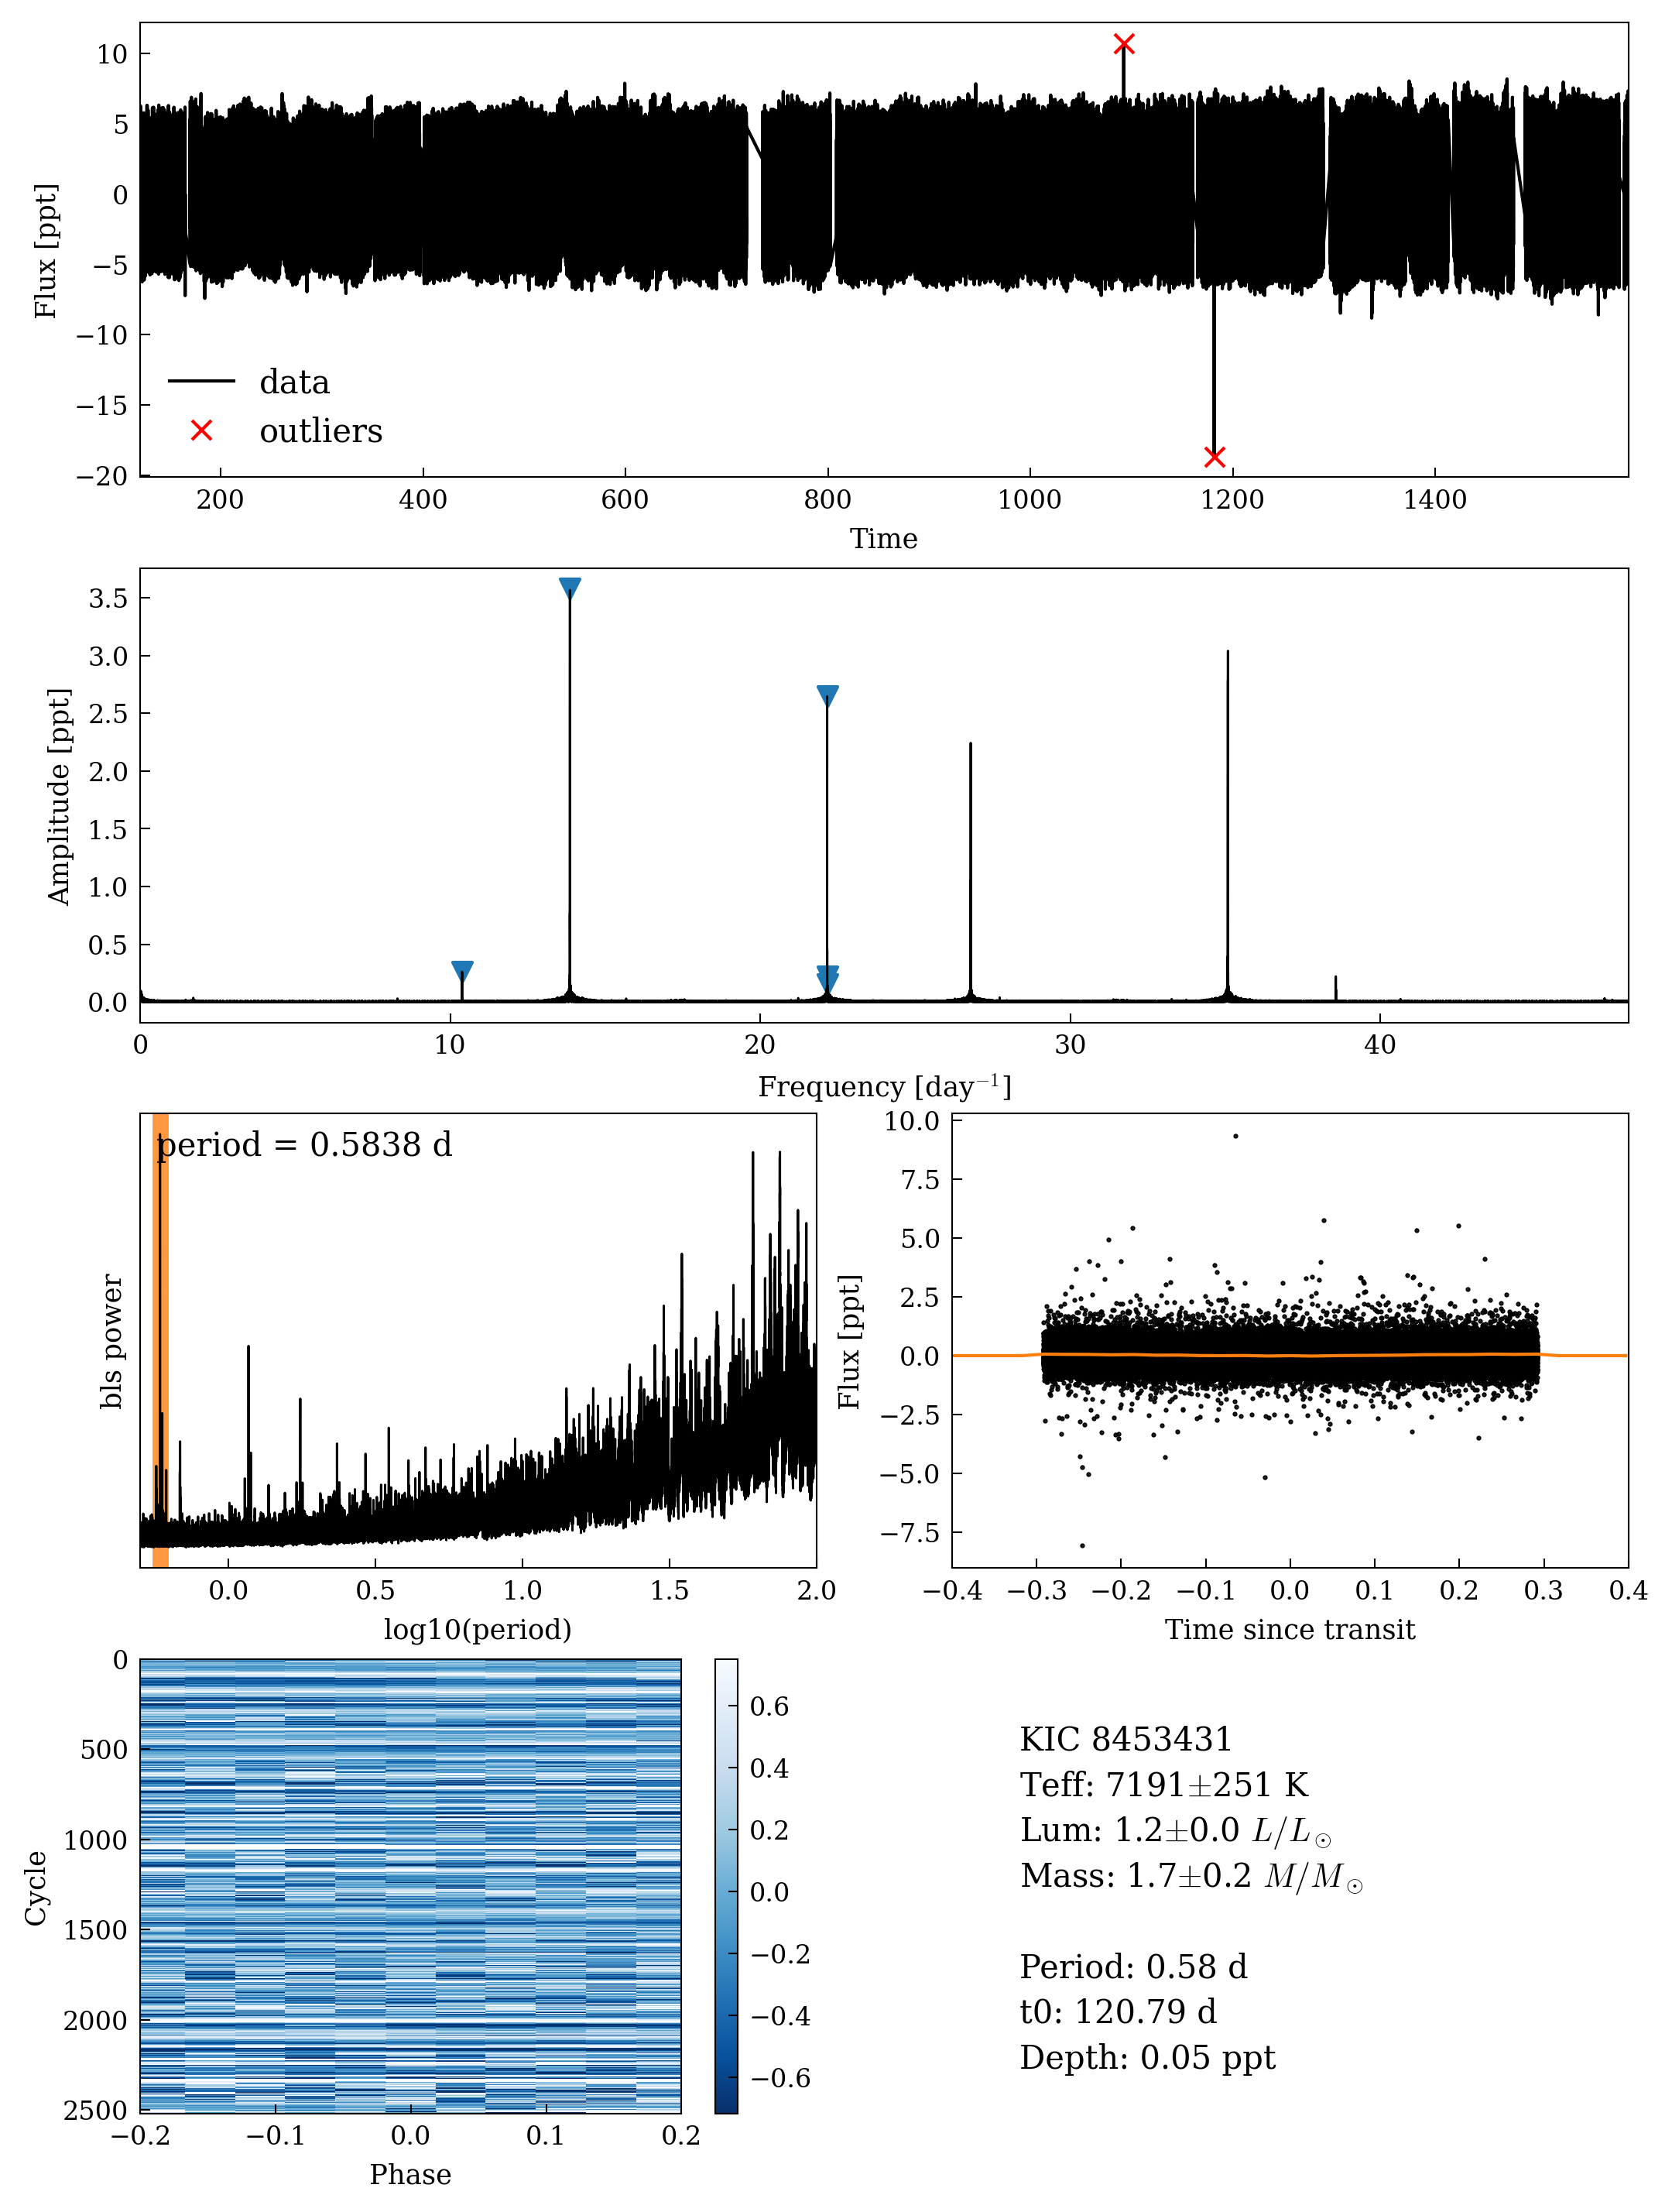 10
5
0
−5
−10
−15
−20
Flux [ppt]
data
outliers
200 400 600 800 1000 1200 1400
Time
3.5
3.0
2.5
2.0
1.5
1.0
0.5
0.0
Amplitude [ppt]
0 10 20 30 40
Frequency [day⁻¹]
period = 0.5838 d
bls power
0.0 0.5 1.0 1.5 2.0
log10(period)
10.0
7.5
5.0
2.5
0.0
−2.5
−5.0
−7.5
Flux [ppt]
−0.4 −0.3 −0.2 −0.1 0.0 0.1 0.2 0.3 0.4
Time since transit
0
500
1000
1500
2000
2500
Cycle
−0.2 −0.1 0.0 0.1 0.2
Phase
0.6
0.4
0.2
0.0
−0.2
−0.4
−0.6
KIC 8453431
Teff: 7191±251 K
Lum: 1.2±0.0 L/L⊙
Mass: 1.7±0.2 M/M⊙
Period: 0.58 d
t0: 120.79 d
Depth: 0.05 ppt